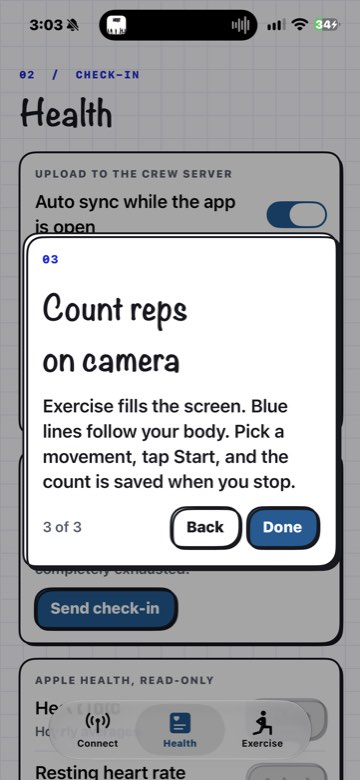 3:03
34
02 / CHECK-IN
Health
UPLOAD TO THE CREW SERVER
Auto sync while the app
is open
03
Count reps
on camera
Exercise fills the screen. Blue
lines follow your body. Pick a
movement, tap Start, and the
count is saved when you stop.
3 of 3
Back
Done
completely exhausted.
Send check-in
APPLE HEALTH, READ-ONLY
Connect
Health
Exercise
Resting heart rate